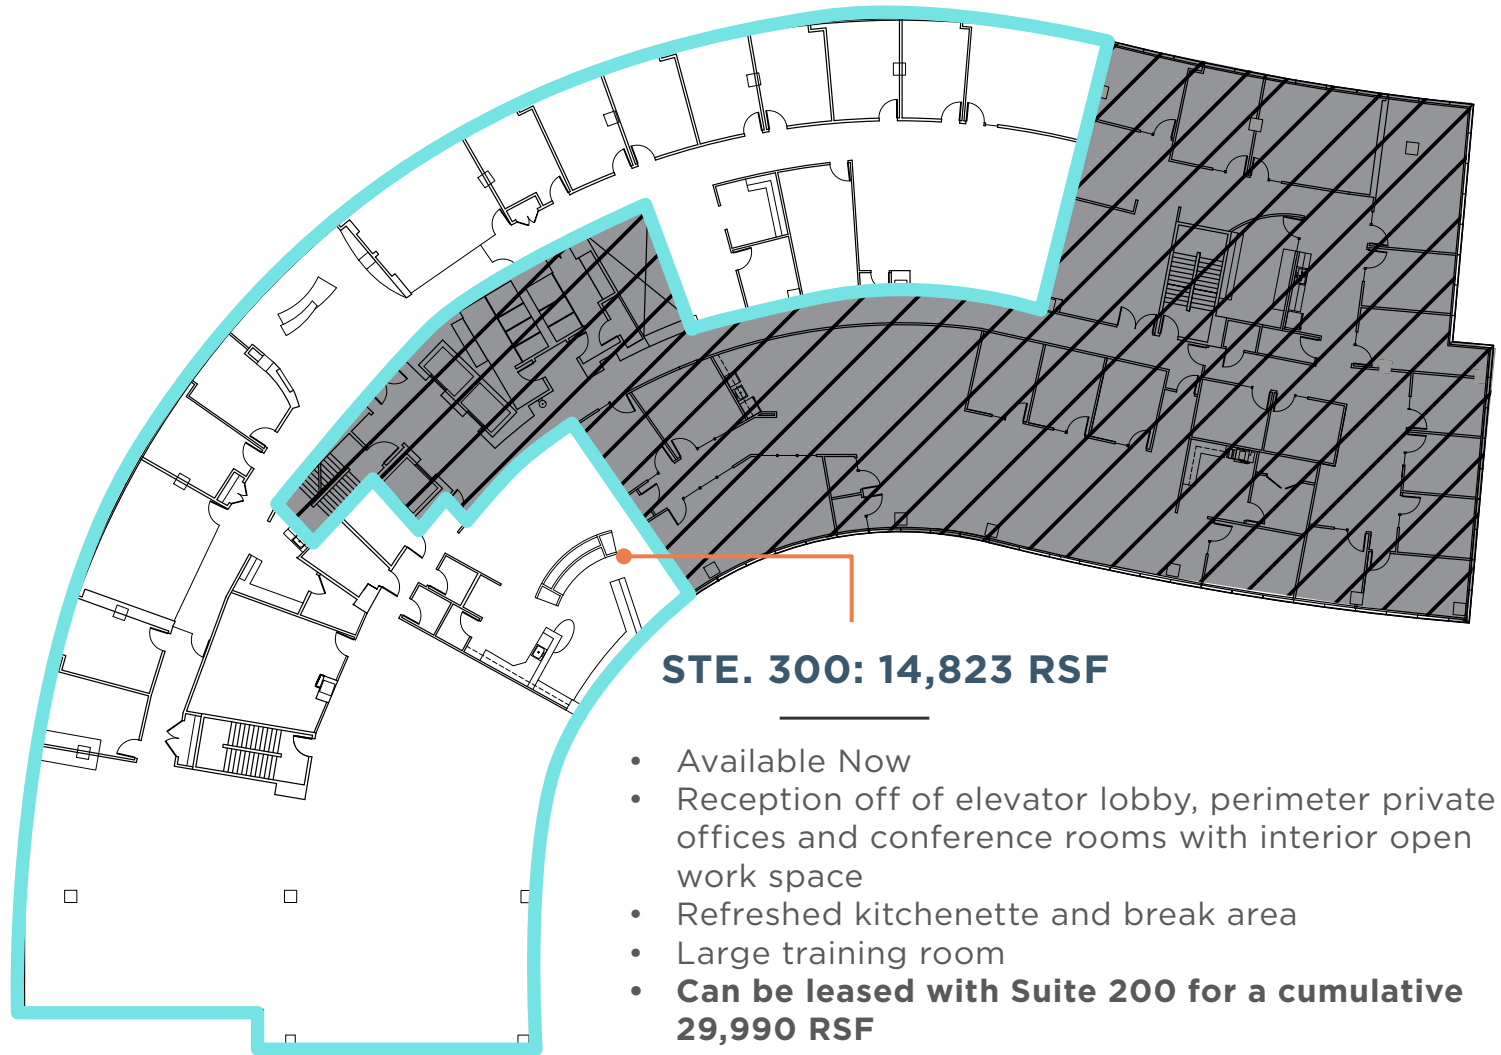 STE. 300: 14,823 RSF
• Available Now
• Reception off of elevator lobby, perimeter private
offices and conference rooms with interior open
work space
• Refreshed kitchenette and break area
• Large training room
• Can be leased with Suite 200 for a cumulative
29,990 RSF